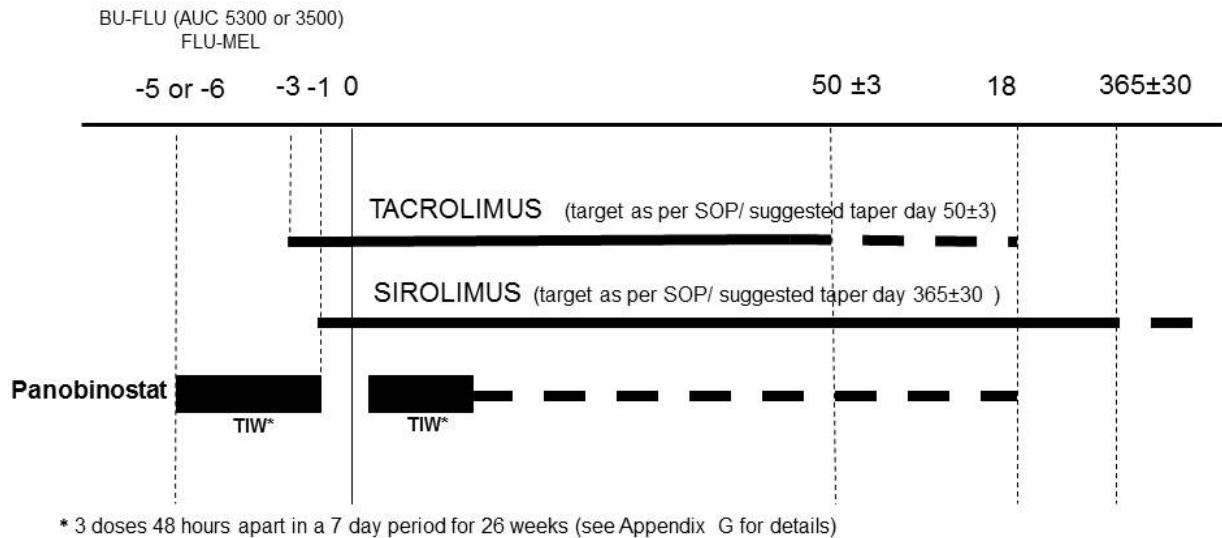 BU-FLU (AUC 5300 or 3500)
FLU-MEL
-5 or -6 -3 -1 0 50 ±3 18 365±30
TACROLIMUS (target as per SOP/ suggested taper day 50±3)
SIROLIMUS (target as per SOP/ suggested taper day 365±30 )
Panobinostat
TIW* TIW*
* 3 doses 48 hours apart in a 7 day period for 26 weeks (see Appendix G for details)